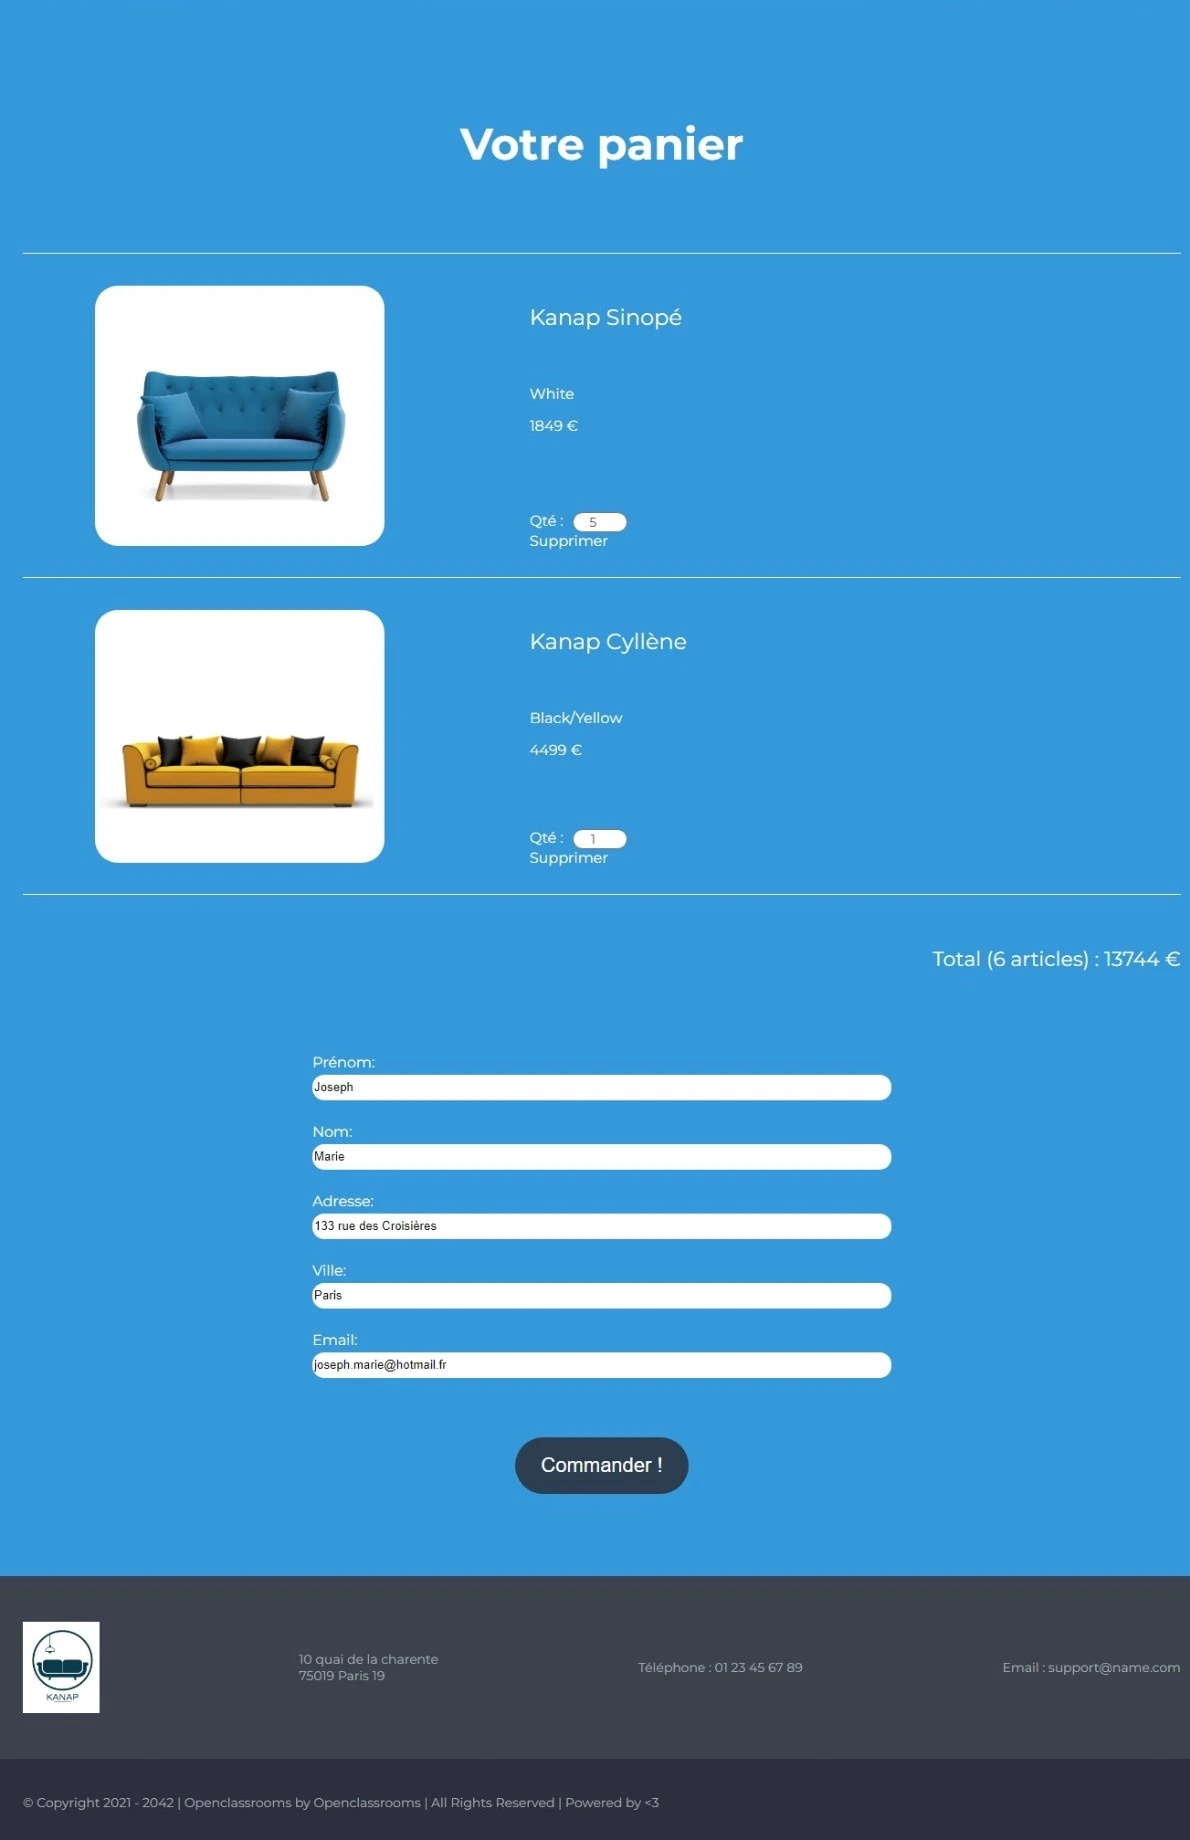 Votre panier
Kanap Sinopé
White
1849 €
Qté : 5
Supprimer
Kanap Cyllène
Black/Yellow
4499 €
Qté : 1
Supprimer
Total (6 articles) : 13744 €
Prénom:
Joseph
Nom:
Marie
Adresse:
133 rue des Croisières
Ville:
Paris
Email:
joseph.marie@hotmail.fr
Commander !
KANAP
10 quai de la charente
75019 Paris 19
Téléphone : 01 23 45 67 89
Email : support@name.com
© Copyright 2021 - 2042 | Openclassrooms by Openclassrooms | All Rights Reserved | Powered by <3